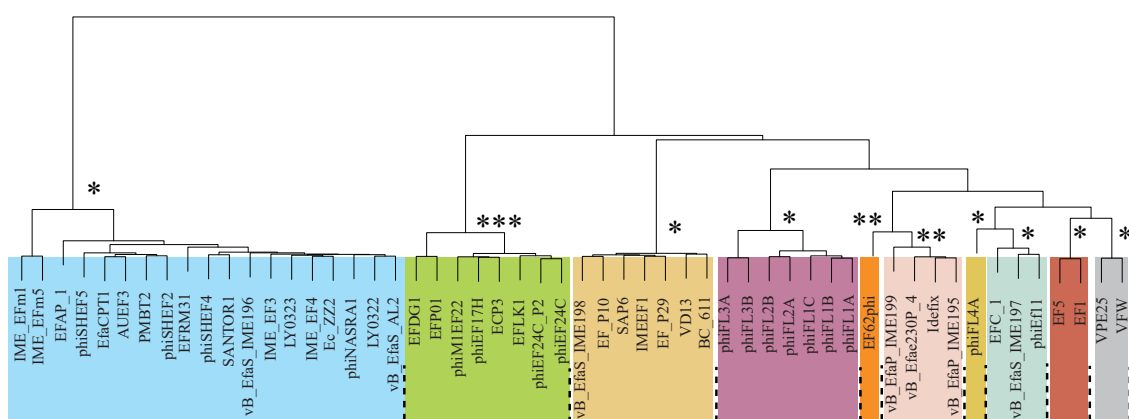 *
***
*
*
**
**
*
*
*
*
IME_EFm1
IME_EFm5
EFAP_1
phiSHEF5
EfaCPT1
AUEF3
PMBT2
phiSHEF2
EFRM31
phiSHEF4
SANTOR1
vB_EfaS_IME196
IME_EF3
LY0323
IME_EF4
Ec_ZZ2
phiNASRA1
LY0322
vB_EfaS_AL2
EFDG1
EFP01
phiM1EF22
phiEF17H
ECP3
EFLK1
phiEF24C_P2
phiEF24C
vB_EfaS_IME198
EF_P10
SAP6
IMEEF1
EF_P29
VD13
BC_611
phiFL3A
phiFL3B
phiFL2B
phiFL2A
phiFL1C
phiFL1B
phiFL1A
EF62phi
vB_EfaP_IME199
vB_Efae230P_4
Idefix
vB_EfaP_IME195
phiFL4A
EFC_1
vB_EfaS_IME197
phiEf11
EF5
EF1
VPE25
VFW